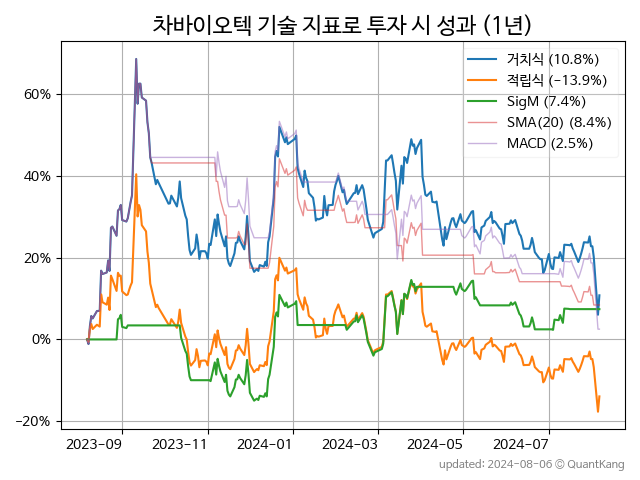 차바이오텍 기술 지표로 투자 시 성과 (1년)
거치식 (10.8%)
적립식 (−13.9%)
SigM (7.4%)
SMA(20) (8.4%)
MACD (2.5%)
60%
40%
20%
0%
−20%
2023-09
2023-11
2024-01
2024-03
2024-05
2024-07
updated: 2024-08-06 © QuantKang